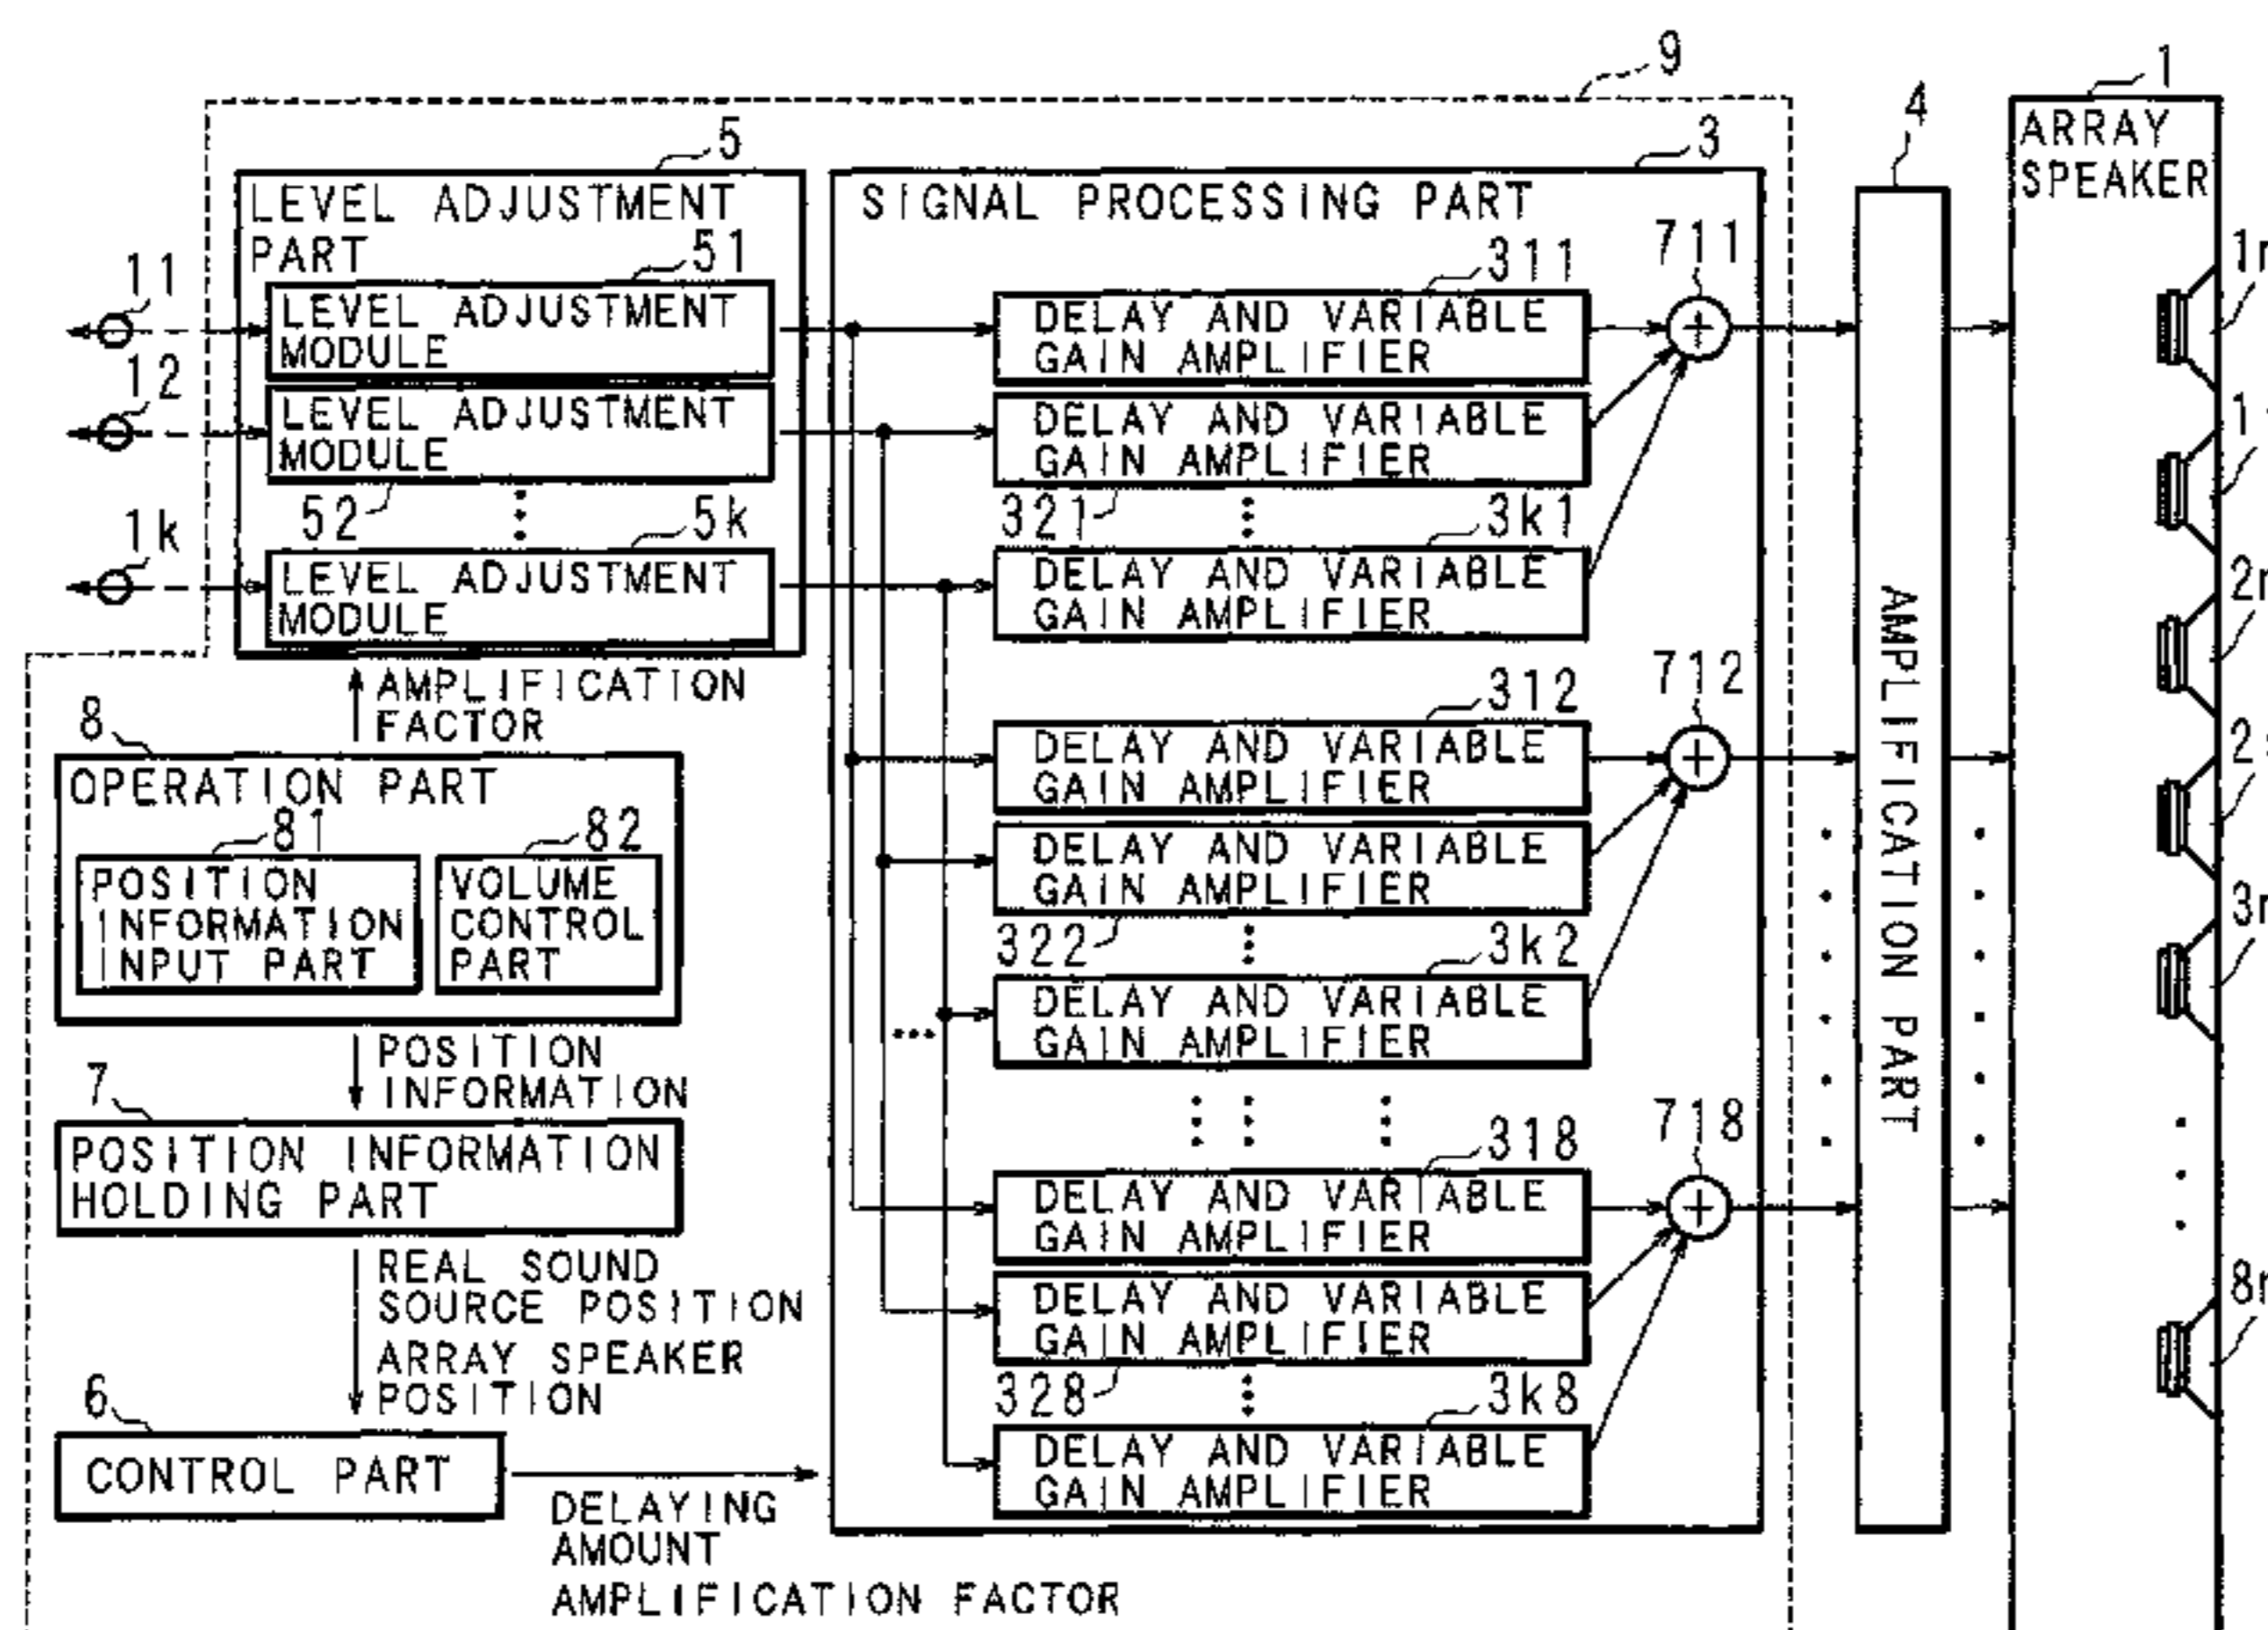 9
1
ARRAY
SPEAKER
4
5
3
LEVEL ADJUSTMENT
PART
SIGNAL PROCESSING PART
11
51
LEVEL ADJUSTMENT
MODULE
12
LEVEL ADJUSTMENT
MODULE
52
1k
5k
LEVEL ADJUSTMENT
MODULE
311
711
DELAY AND VARIABLE
GAIN AMPLIFIER
DELAY AND VARIABLE
GAIN AMPLIFIER
321
3k1
DELAY AND VARIABLE
GAIN AMPLIFIER
312
712
DELAY AND VARIABLE
GAIN AMPLIFIER
DELAY AND VARIABLE
GAIN AMPLIFIER
322
3k2
DELAY AND VARIABLE
GAIN AMPLIFIER
318
718
DELAY AND VARIABLE
GAIN AMPLIFIER
DELAY AND VARIABLE
GAIN AMPLIFIER
328
3k8
DELAY AND VARIABLE
GAIN AMPLIFIER
AMPLIFICATION PART
AMPLIFICATION
FACTOR
8
OPERATION PART
81
POSITION
INFORMATION
INPUT PART
82
VOLUME
CONTROL
PART
POSITION
INFORMATION
7
POSITION INFORMATION
HOLDING PART
REAL SOUND
SOURCE POSITION
ARRAY SPEAKER
POSITION
6
CONTROL PART
DELAYING
AMOUNT
AMPLIFICATION FACTOR